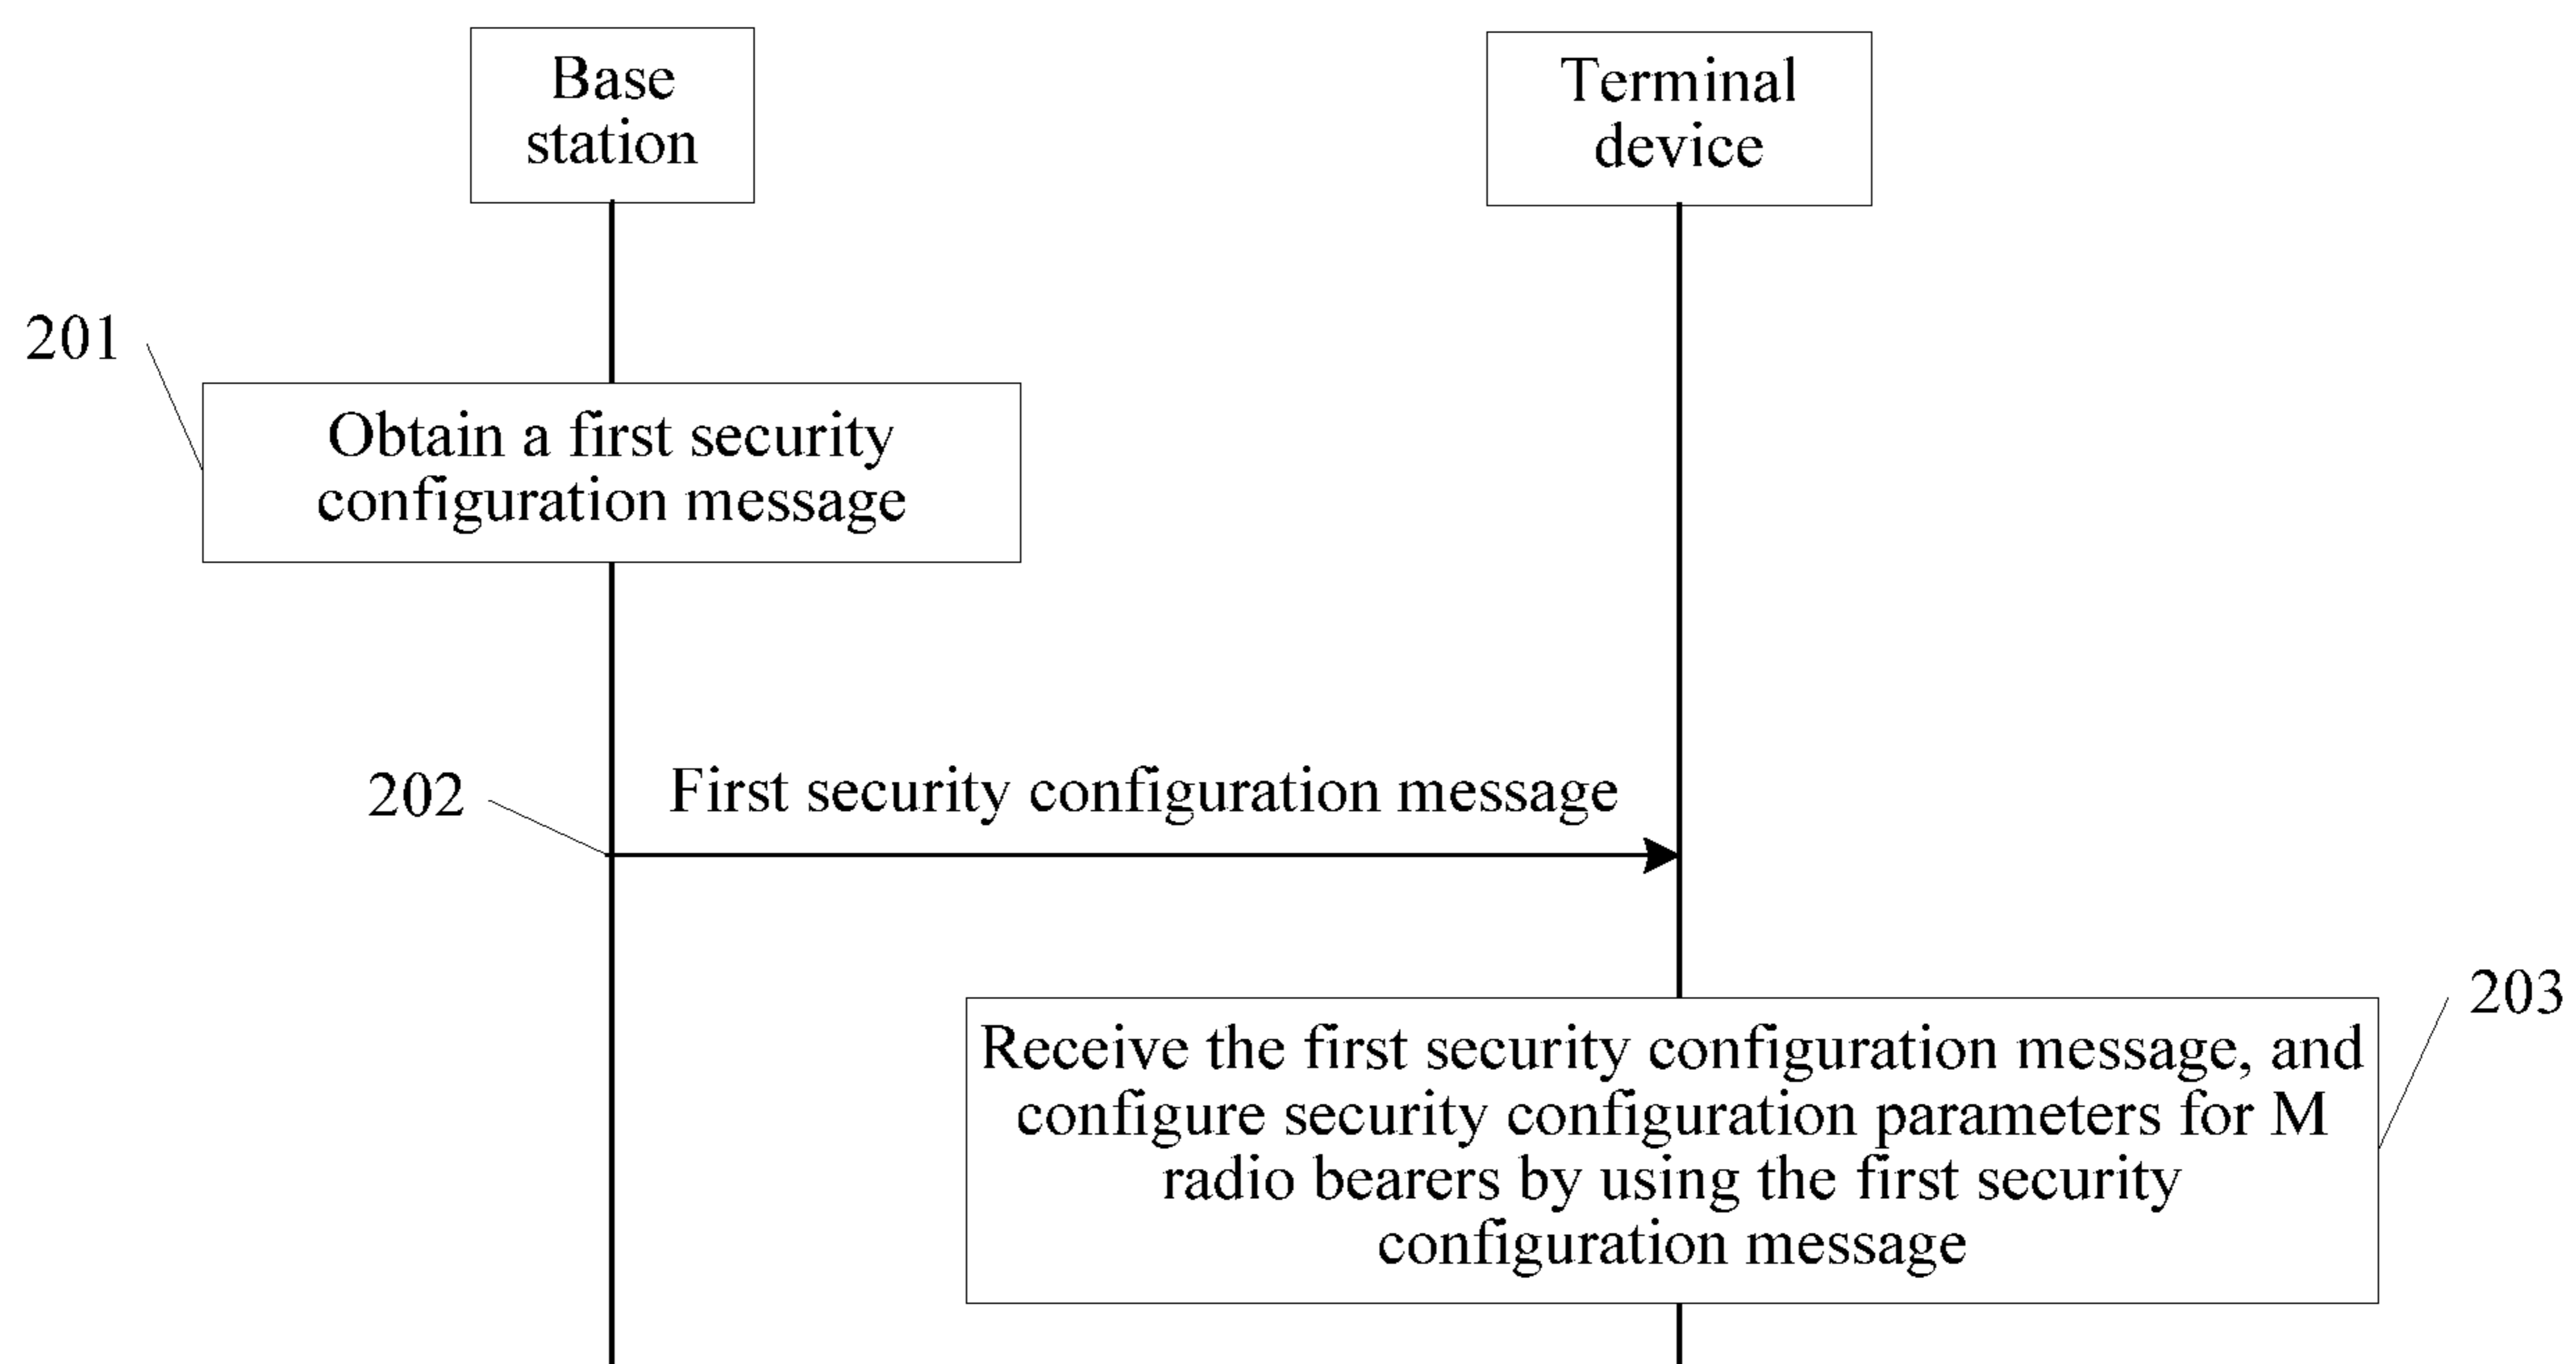 Base
station
Terminal
device
201
Obtain a first security
configuration message
202
First security configuration message
203
Receive the first security configuration message, and
configure security configuration parameters for M
radio bearers by using the first security
configuration message